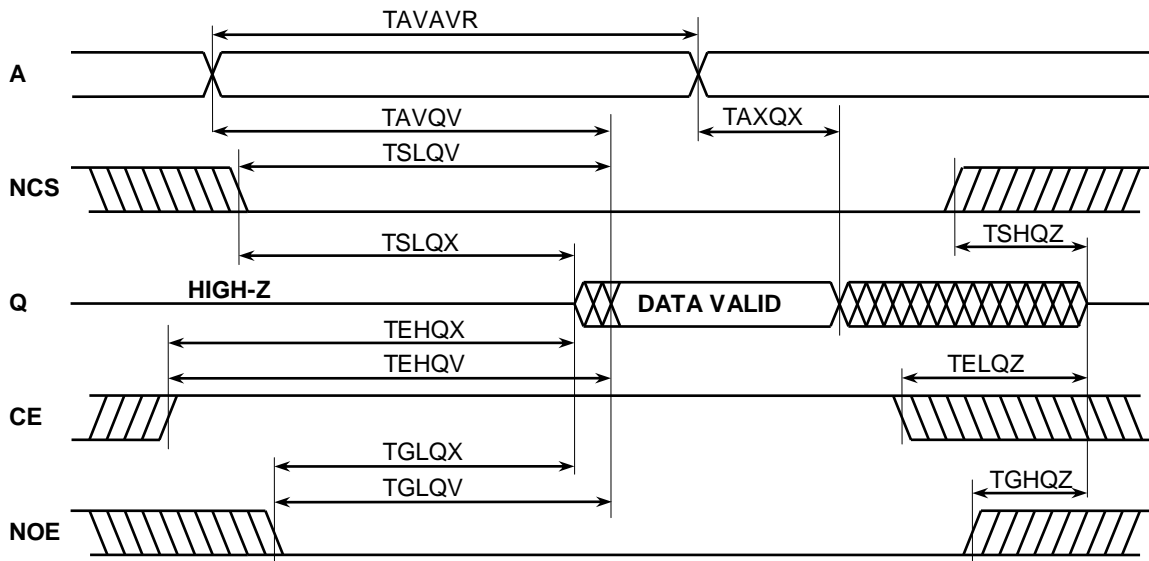 TAVAVR
A
TAVQV
TAXQX
TSLQV
NCS
TSLQX
TSHQZ
HIGH-Z
Q
DATA VALID
TEHQX
TEHQV
TELQZ
CE
TGLQX
TGLQV
TGHQZ
NOE